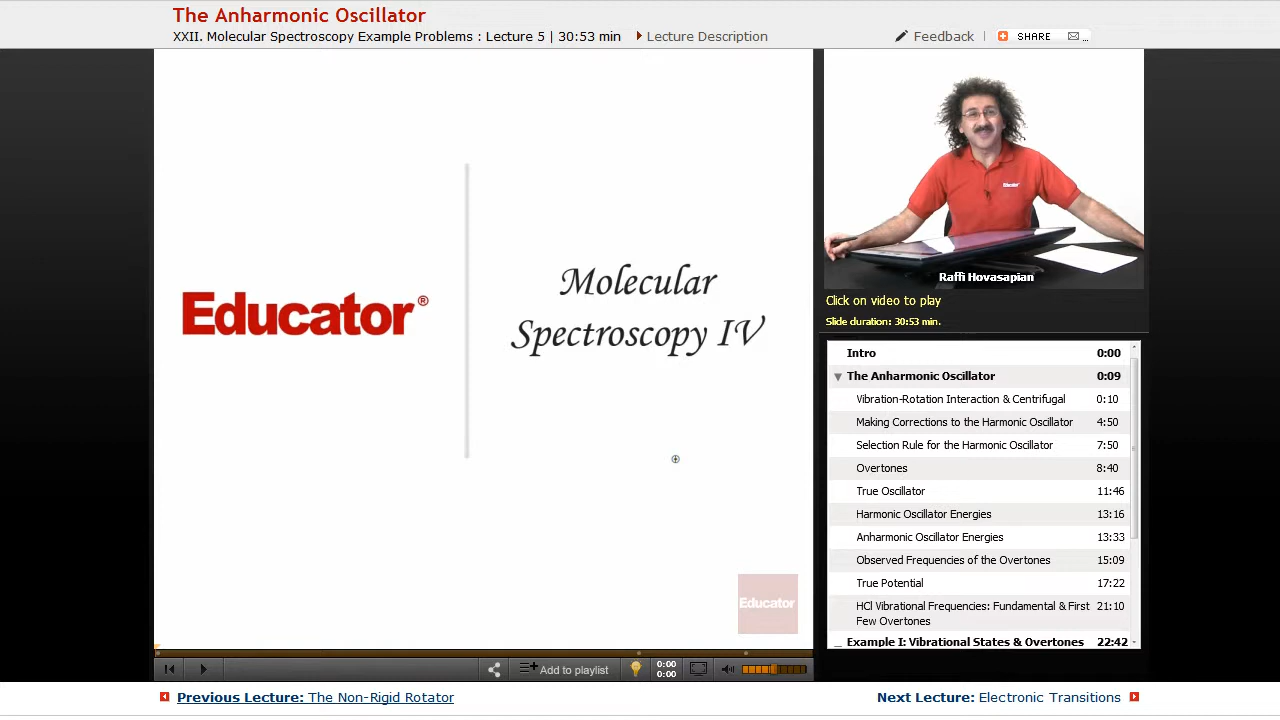 The Anharmonic Oscillator
XXII. Molecular Spectroscopy Example Problems : Lecture 5 | 30:53 min
Lecture Description
Feedback
SHARE
...
Educator®
Molecular
Spectroscopy IV
Educator
Educator
Raffi Hovasapian
Click on video to play
Slide duration: 30:53 min.
Intro 0:00
The Anharmonic Oscillator 0:09
Vibration-Rotation Interaction & Centrifugal 0:10
Making Corrections to the Harmonic Oscillator 4:50
Selection Rule for the Harmonic Oscillator 7:50
Overtones 8:40
True Oscillator 11:46
Harmonic Oscillator Energies 13:16
Anharmonic Oscillator Energies 13:33
Observed Frequencies of the Overtones 15:09
True Potential 17:22
HCl Vibrational Frequencies: Fundamental & First 21:10
Few Overtones
Example I: Vibrational States & Overtones 22:42
Add to playlist
0:00
0:00
Previous Lecture: The Non-Rigid Rotator
Next Lecture: Electronic Transitions